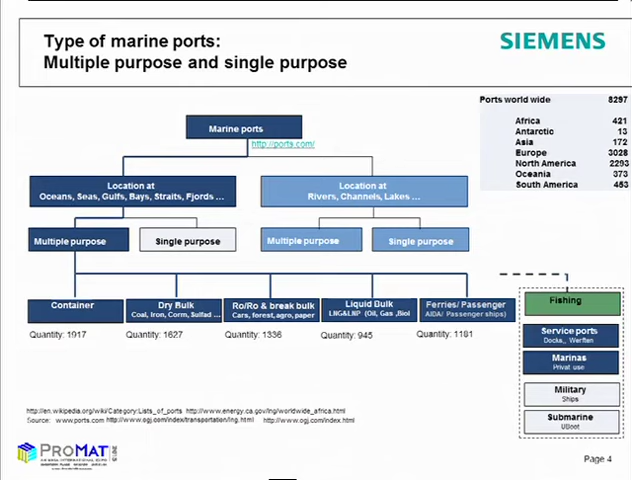 Type of marine ports:
Multiple purpose and single purpose
SIEMENS
Ports world wide 8297
Africa 421
Antarctic 13
Asia 172
Europe 3028
North America 2293
Oceania 373
South America 453
Marine ports
http://ports.com/
Location at
Oceans, Seas, Gulfs, Bays, Straits, Fjords ...
Location at
Rivers, Channels, Lakes ...
Multiple purpose
Single purpose
Multiple purpose
Single purpose
Container
Dry Bulk
Coal, Iron, Corn, Sulfad ...
Ro/Ro & break bulk
Cars, forest, agro, paper
Liquid Bulk
LNG&LNP (Oil, Gas ,Biol
Ferries/ Passenger
AIDA/ Passenger ships)
Quantity: 1917
Quantity: 1627
Quantity: 1336
Quantity: 945
Quantity: 1181
Fishing
Service ports
Docks,, Werften
Marinas
Privat use
Military
Ships
Submarine
UBoot
http://en.wikipedia.org/wiki/Category:Lists_of_ports http://www.energy.ca.gov/lng/worldwide_africa.html
Source: www.ports.com http://www.ogj.com/index/transportation/lng.html http://www.ogj.com/index.html
PROMAT
2013
Page 4